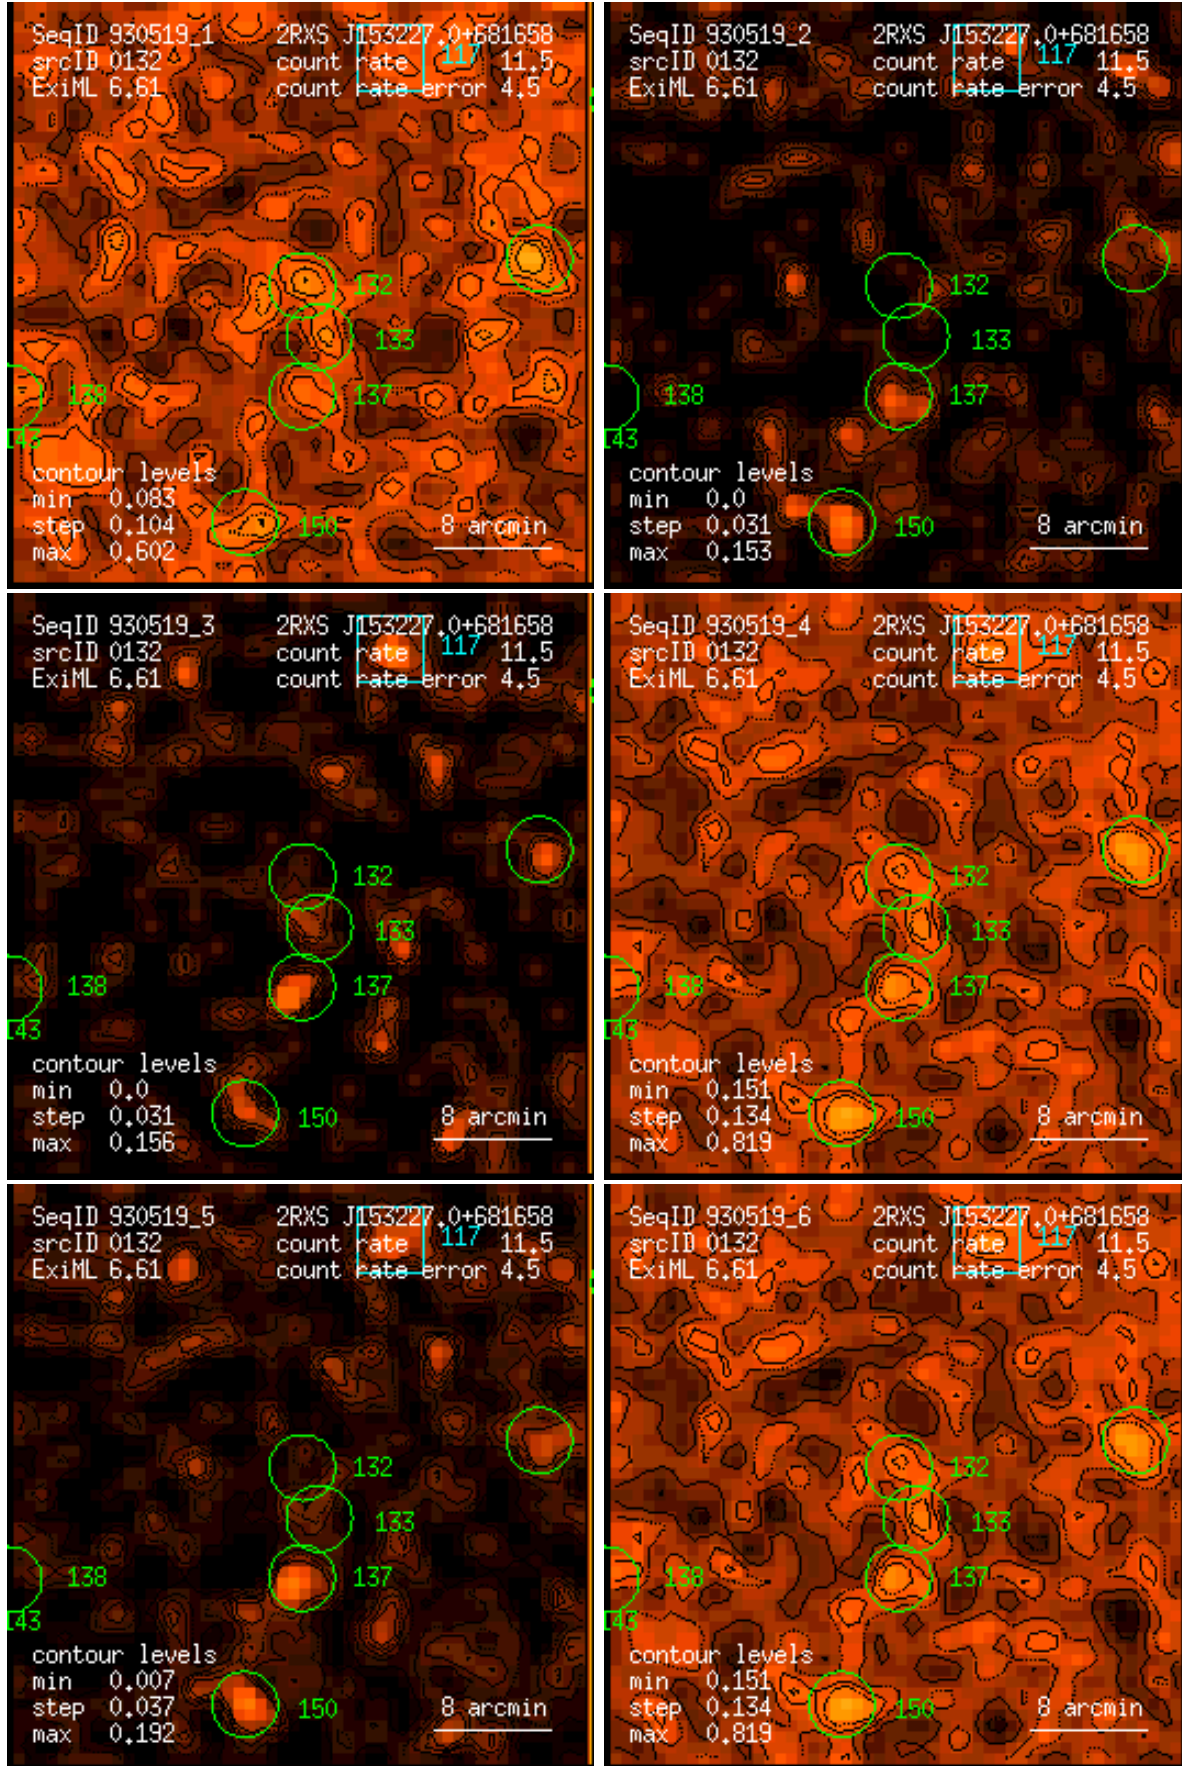 SeqID 930519_1 2RXS J153227.0+681658
srcID 0132 count rate 117 11.5
ExiML 6.61 count rate error 4.5
132
133
138 137
143
contour levels
min 0.083
step 0.104 150 8 arcmin
max 0.602
SeqID 930519_2 2RXS J153227.0+681658
srcID 0132 count rate 117 11.5
ExiML 6.61 count rate error 4.5
132
133
138 137
143
contour levels
min 0.0
step 0.031 150 8 arcmin
max 0.153
SeqID 930519_3 2RXS J153227.0+681658
srcID 0132 count rate 117 11.5
ExiML 6.61 count rate error 4.5
132
133
138 137
143
contour levels
min 0.0
step 0.031 150 8 arcmin
max 0.156
SeqID 930519_4 2RXS J153227.0+681658
srcID 0132 count rate 117 11.5
ExiML 6.61 count rate error 4.5
132
133
138 137
143
contour levels
min 0.151
step 0.134 150 8 arcmin
max 0.819
SeqID 930519_5 2RXS J153227.0+681658
srcID 0132 count rate 117 11.5
ExiML 6.61 count rate error 4.5
132
133
138 137
143
contour levels
min 0.007
step 0.037 150 8 arcmin
max 0.192
SeqID 930519_6 2RXS J153227.0+681658
srcID 0132 count rate 117 11.5
ExiML 6.61 count rate error 4.5
132
133
138 137
143
contour levels
min 0.151
step 0.134 150 8 arcmin
max 0.819